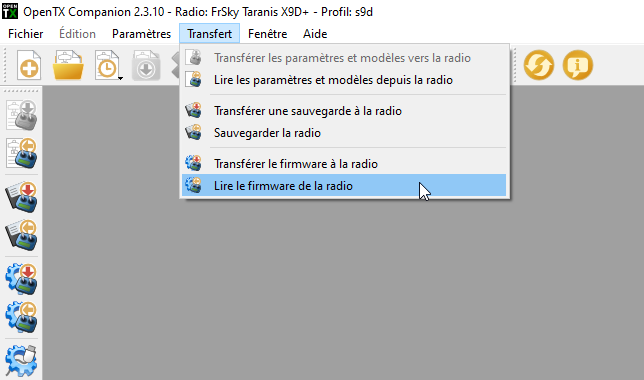 OPEN TX OpenTX Companion 2.3.10 - Radio: FrSky Taranis X9D+ - Profil: s9d
Fichier Édition Paramètres Transfert Fenêtre Aide
Transférer les paramètres et modèles vers la radio
Lire les paramètres et modèles depuis la radio
Transférer une sauvegarde à la radio
Sauvegarder la radio
Transférer le firmware à la radio
Lire le firmware de la radio